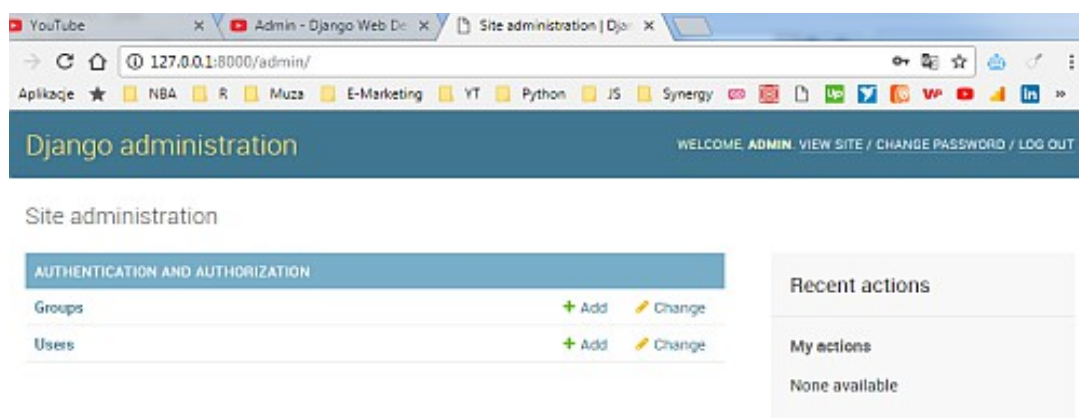 YouTube Admin - Django Web De Site administration | Djan
127.0.0.1:8000/admin/
Aplikacje NBA R Muza E-Marketing YT Python JS Synergy
Django administration
WELCOME, ADMIN. VIEW SITE / CHANGE PASSWORD / LOG OUT
Site administration
AUTHENTICATION AND AUTHORIZATION
Groups + Add Change
Users + Add Change
Recent actions
My actions
None available